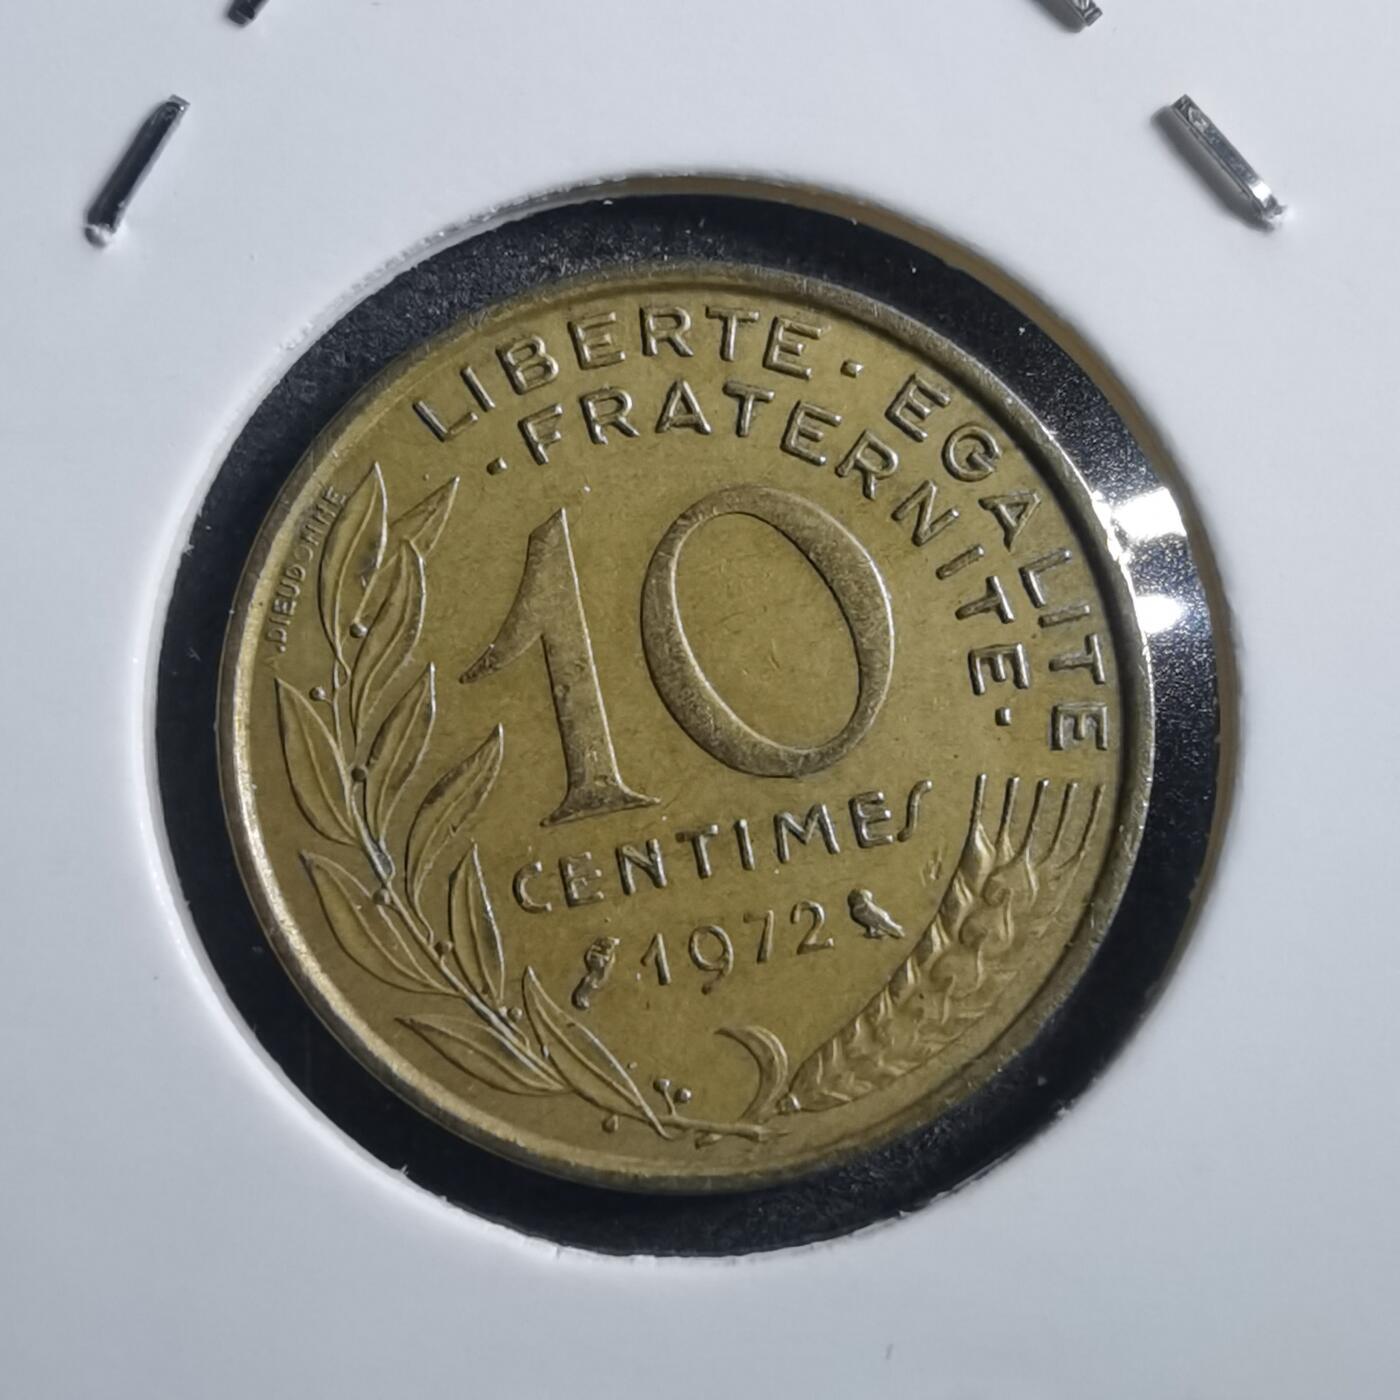 LIBERTE · EGALITE
· FRATERNITE ·
A. DIEUDONNE
10
CENTIMES
1972